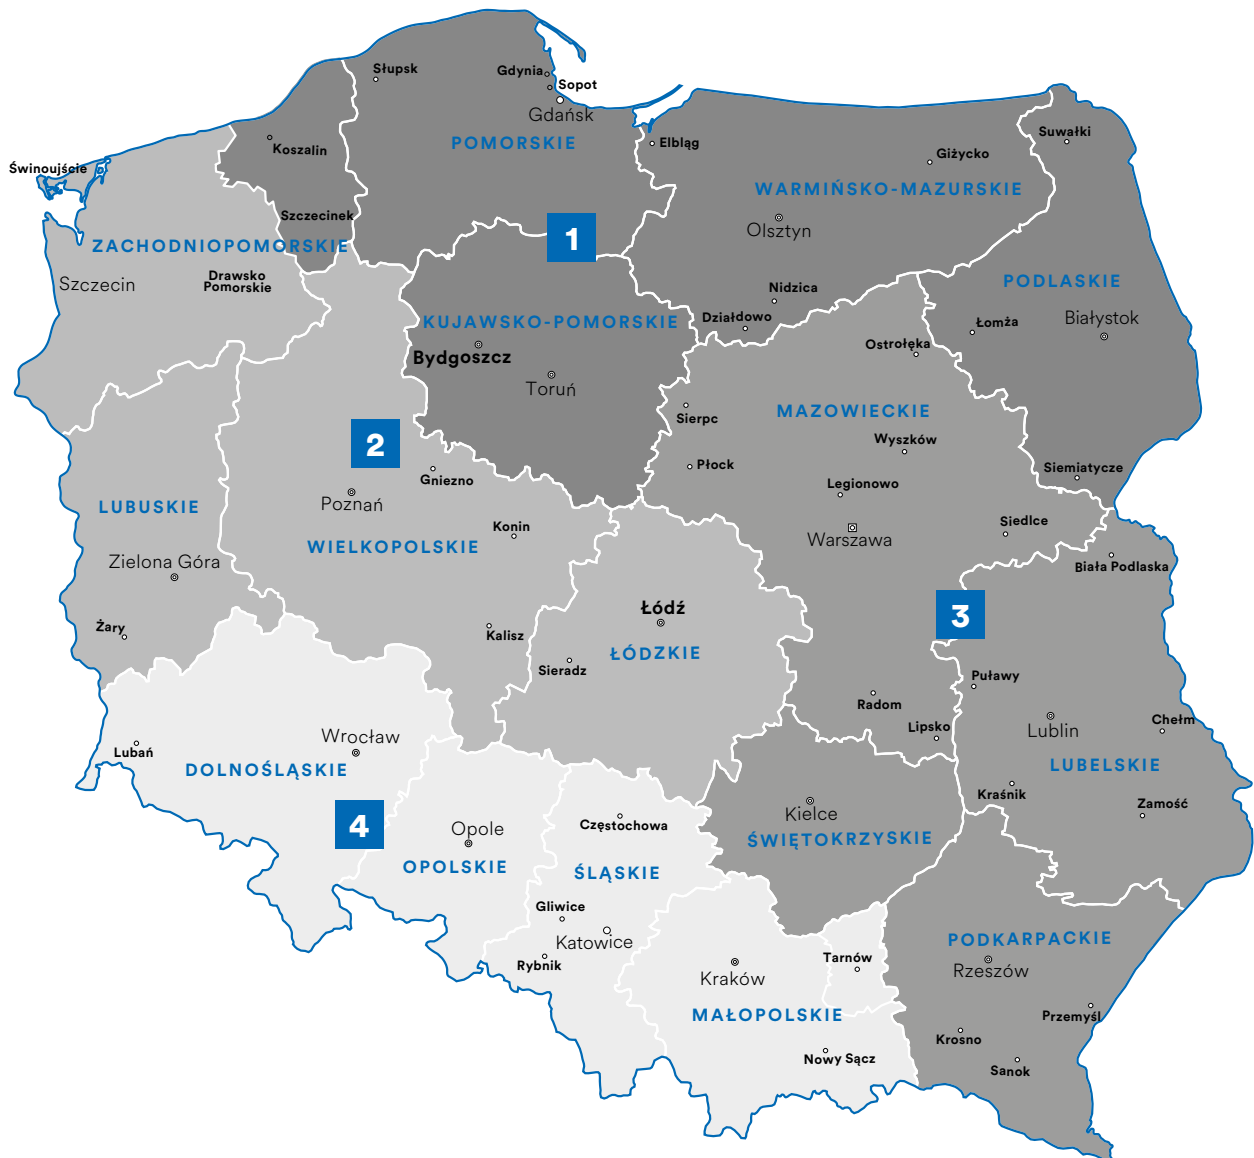 Słupsk
Gdynia
Sopot
Gdańsk
POMORSKIE
Koszalin
Elbląg
Giżycko
Suwałki
Świnoujście
WARMIŃSKO-MAZURSKIE
Szczecinek
Olsztyn
1
ZACHODNIOPOMORSKIE
Szczecin
Drawsko
Pomorskie
Nidzica
PODLASKIE
Działdowo
KUJAWSKO-POMORSKIE
Łomża
Białystok
Bydgoszcz
Ostrołęka
Toruń
Sierpc
MAZOWIECKIE
2
Wyszków
Płock
Siemiatycze
Gniezno
Legionowo
LUBUSKIE
Poznań
Konin
Siedlce
WIELKOPOLSKIE
Warszawa
Zielona Góra
Biała Podlaska
Łódź
3
Żary
Kalisz
ŁÓDZKIE
Sieradz
Puławy
Radom
Lipsko
Chełm
Lublin
Wrocław
Lubań
DOLNOŚLĄSKIE
LUBELSKIE
Kraśnik
Zamość
4
Kielce
Częstochowa
Opole
ŚWIĘTOKRZYSKIE
OPOLSKIE
ŚLĄSKIE
Gliwice
Katowice
PODKARPACKIE
Rybnik
Tarnów
Rzeszów
Kraków
MAŁOPOLSKIE
Przemyśl
Krosno
Nowy Sącz
Sanok